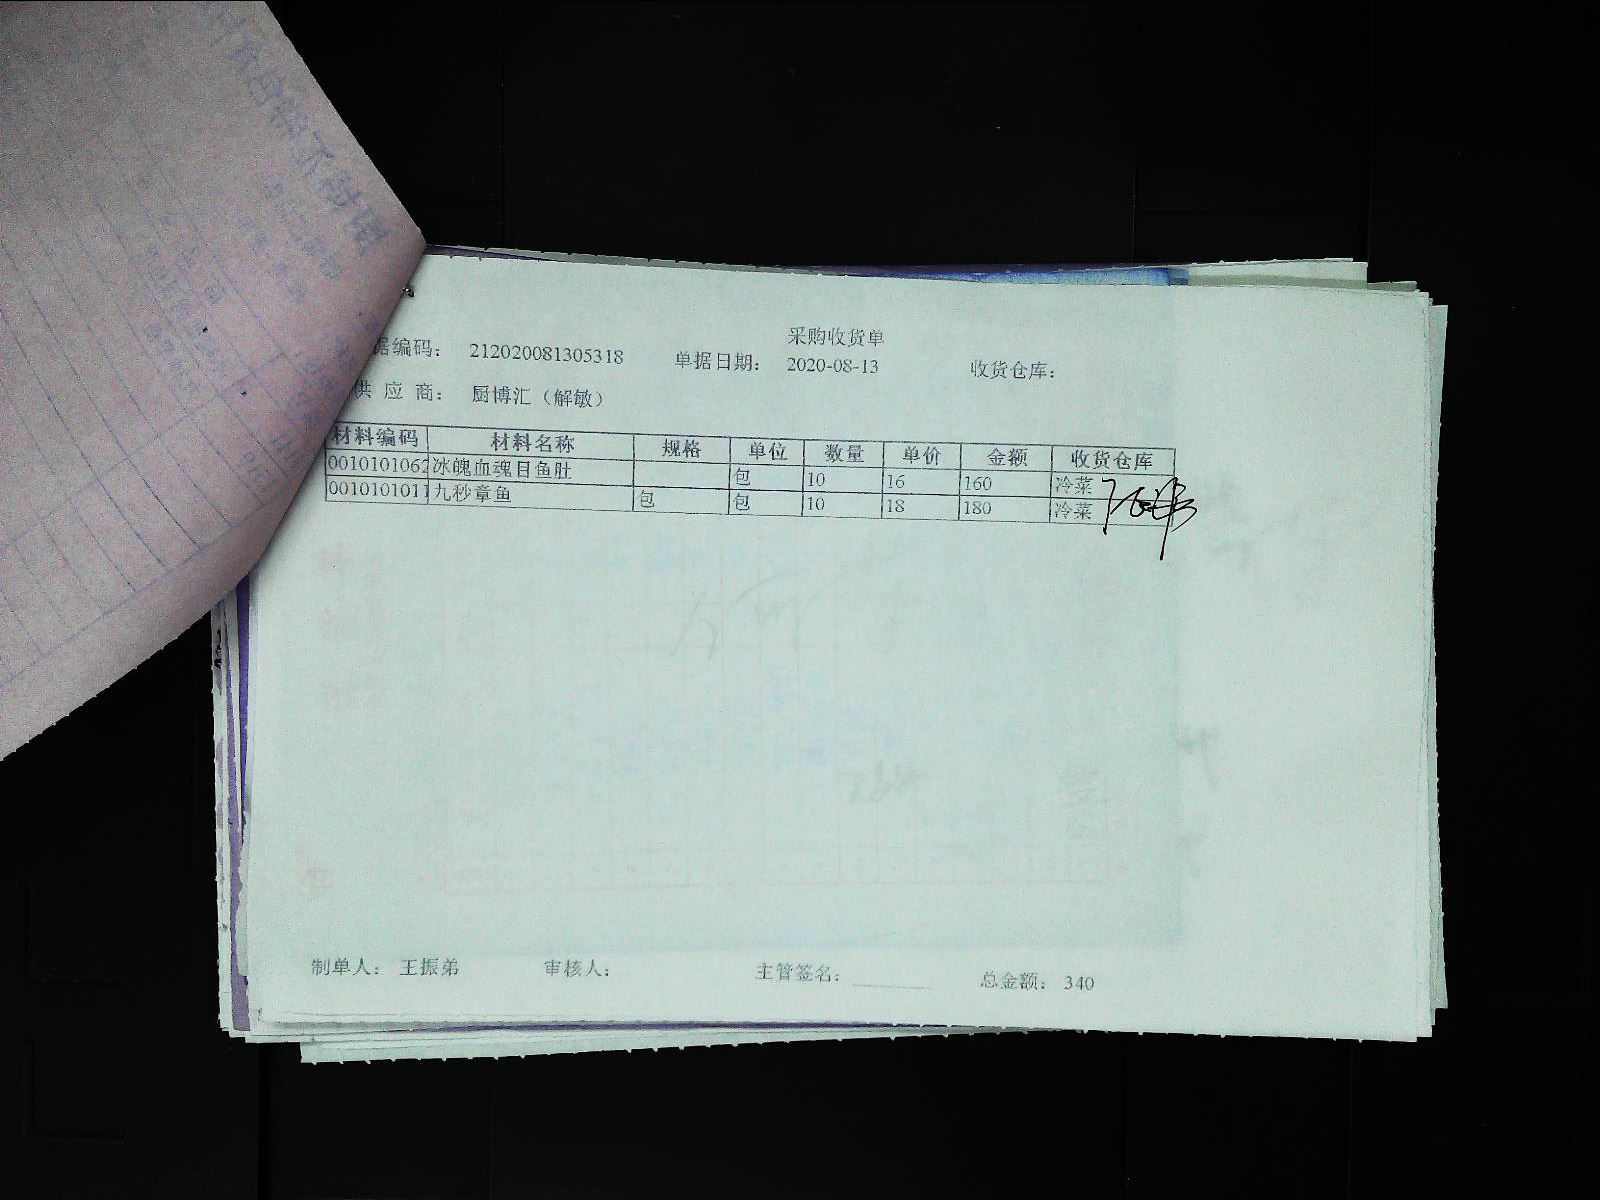 采购收货单
据编码： 212020081305318 单据日期： 2020-08-13 收货仓库：
供应商： 厨博汇（解敏）
材料编码 材料名称 规格 单位 数量 单价 金额 收货仓库
0010101062 冰魄血魂目鱼肚 包 10 16 160 冷菜
0010101011 九秒章鱼 包 包 10 18 180 冷菜
制单人： 王振弟 审核人： 主管签名： 总金额： 340